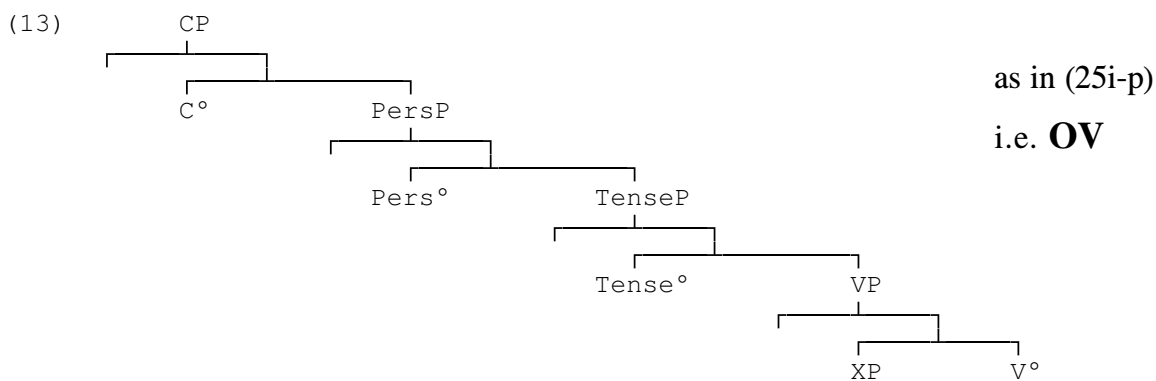 (13) CP
as in (25i-p)
C° PersP
i.e. OV
Pers° TenseP
Tense° VP
XP V°